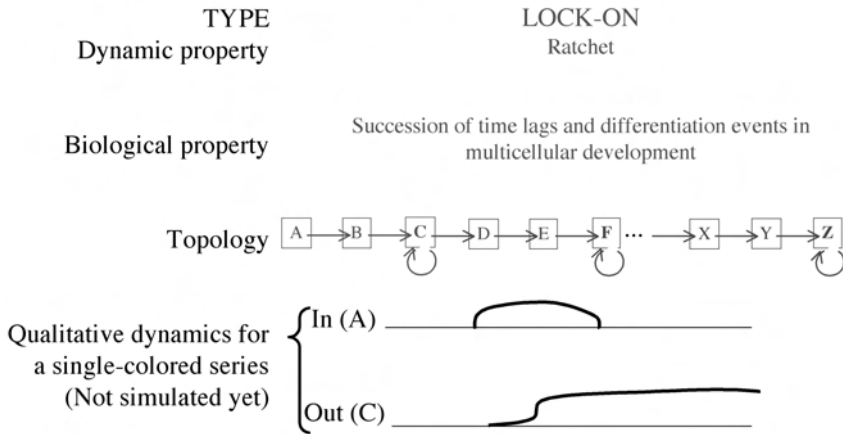 TYPE LOCK-ON
Dynamic property Ratchet
Biological property Succession of time lags and differentiation events in
multicellular development
Topology A B C D E F ... X Y Z
Qualitative dynamics for
a single-colored series
(Not simulated yet)
In (A)
Out (C)